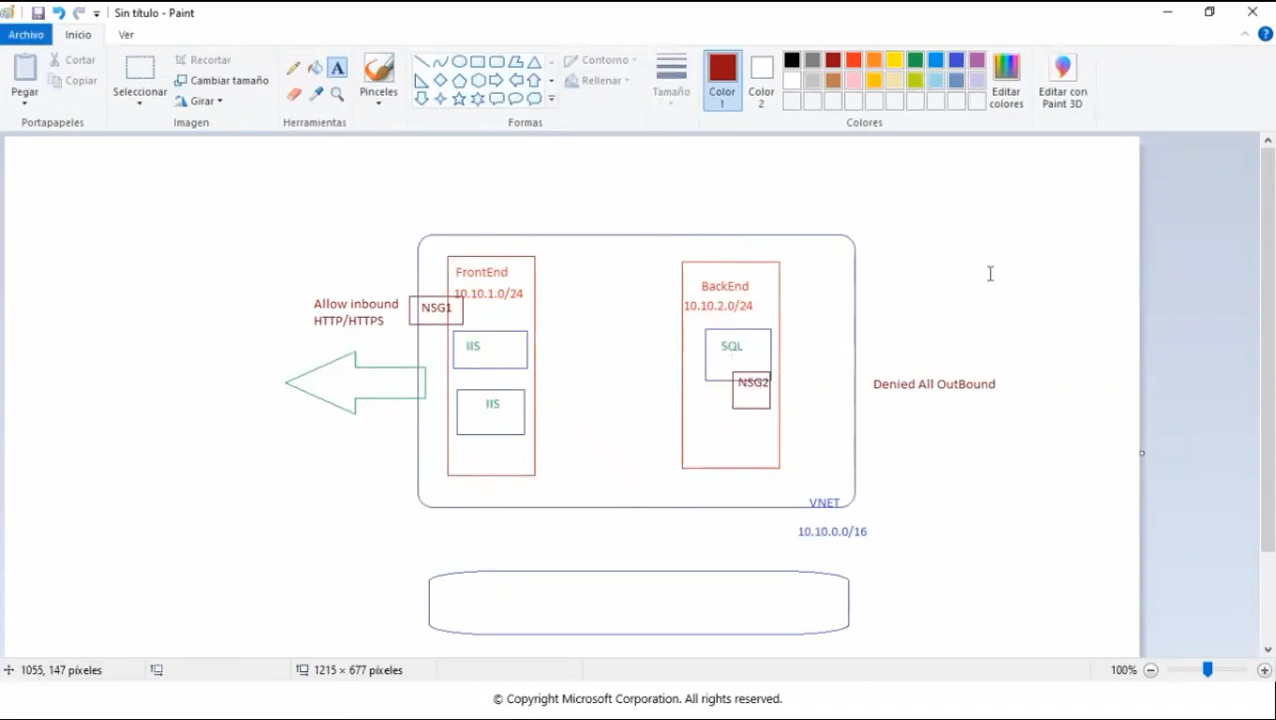 Sin título - Paint
Archivo Inicio Ver
Pegar
Cortar
Copiar
Portapapeles
Seleccionar
Recortar
Cambiar tamaño
Girar
Imagen
A
Herramientas
Pinceles
Contorno
Rellenar
Formas
Tamaño
Color 1
Color 2
Editar colores
Editar con Paint 3D
Colores
FrontEnd
10.10.1.0/24
Allow inbound
HTTP/HTTPS
NSG1
IIS
IIS
BackEnd
10.10.2.0/24
SQL
NSG2
Denied All OutBound
VNET
10.10.0.0/16
1055, 147 píxeles
1215 × 677 píxeles
100%
© Copyright Microsoft Corporation. All rights reserved.